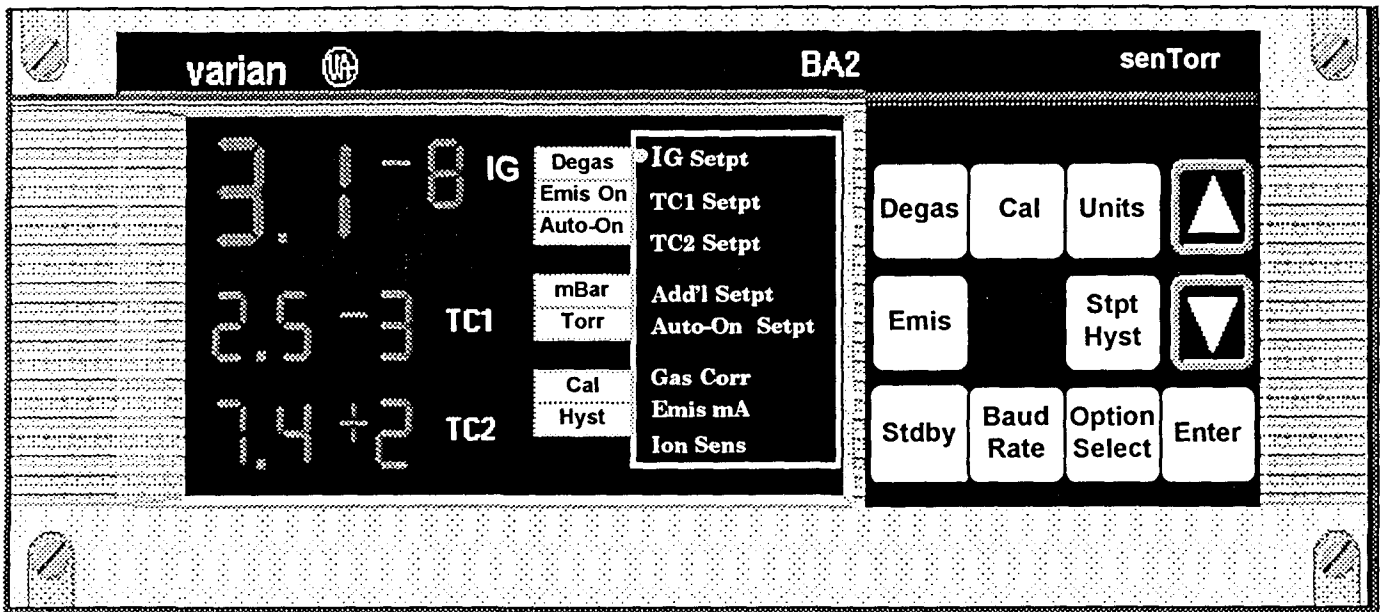 varian VA BA2 senTorr
3.1-8 IG
2.5-3 TC1
7.4+2 TC2
Degas
Emis On
Auto-On
mBar
Torr
Cal
Hyst
IG Setpt
TC1 Setpt
TC2 Setpt
Add'l Setpt
Auto-On Setpt
Gas Corr
Emis mA
Ion Sens
Degas Cal Units
Emis Stpt Hyst
Stdby Baud Rate Option Select Enter